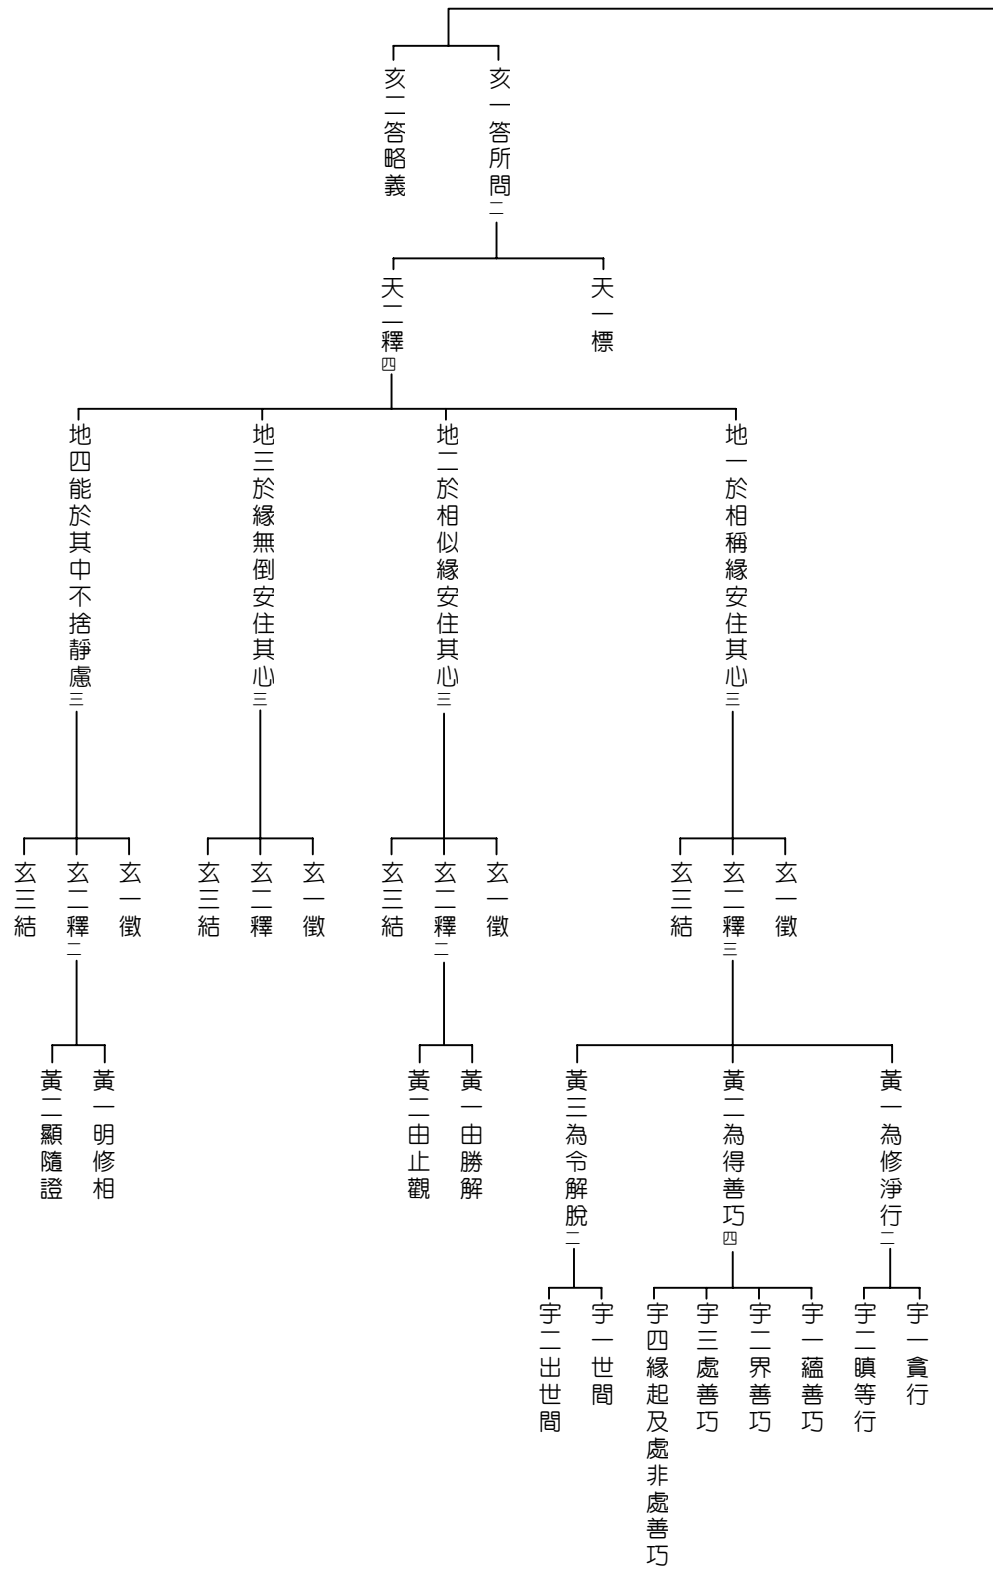 亥一答所問二
亥二答略義
天一標
天二釋四
地一於相稱緣安住其心三
地二於相似緣安住其心三
地三於緣無倒安住其心三
地四能於其中不捨靜慮三
玄一徵
玄二釋三
玄三結
玄一徵
玄二釋二
玄三結
玄一徵
玄二釋
玄三結
玄一徵
玄二釋二
玄三結
黃一為修淨行二
黃二為得善巧四
黃三為令解脫二
黃一由勝解
黃二由止觀
黃一明修相
黃二顯隨證
宇一貪行
宇二瞋等行
宇一蘊善巧
宇二界善巧
宇三處善巧
宇四緣起及處非處善巧
宇一世間
宇二出世間